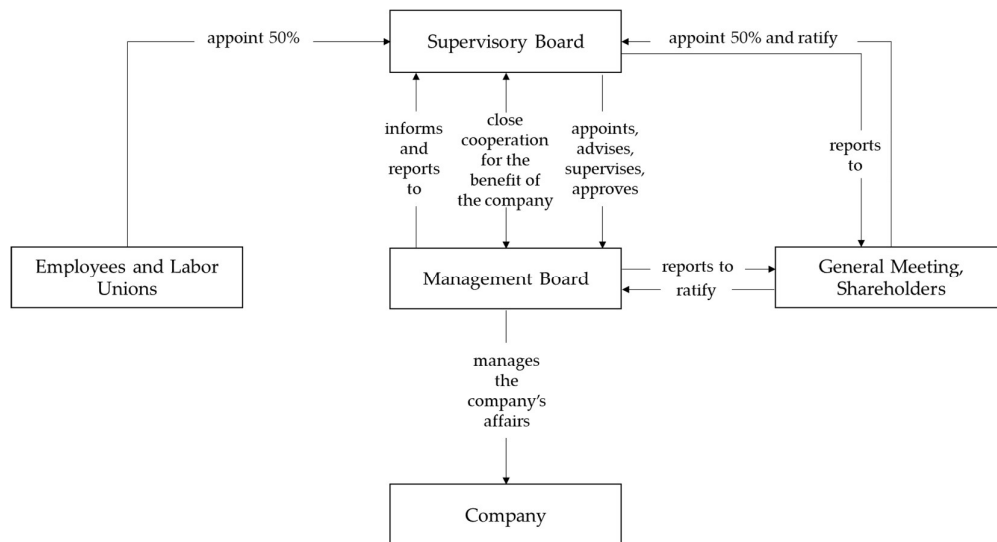 appoint 50%
Supervisory Board
appoint 50% and ratify
informs
and
reports
to
close
cooperation
for the
benefit of
the company
appoints,
advises,
supervises,
approves
reports
to
Employees and Labor
Unions
Management Board
reports to
ratify
General Meeting,
Shareholders
manages
the
company's
affairs
Company